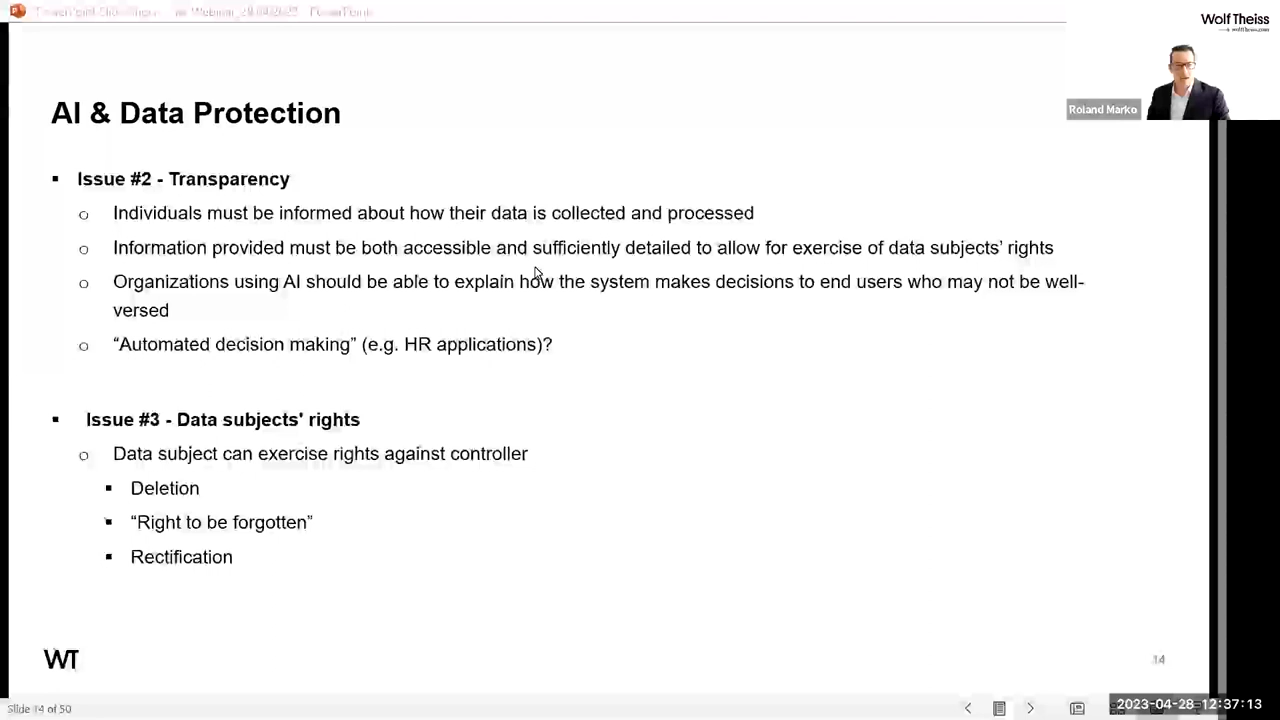 Wolf Theiss
Roland Marko
AI & Data Protection
▪ Issue #2 - Transparency
o Individuals must be informed about how their data is collected and processed
o Information provided must be both accessible and sufficiently detailed to allow for exercise of data subjects’ rights
o Organizations using AI should be able to explain how the system makes decisions to end users who may not be well-
versed
o “Automated decision making” (e.g. HR applications)?
▪ Issue #3 - Data subjects' rights
o Data subject can exercise rights against controller
▪ Deletion
▪ “Right to be forgotten”
▪ Rectification
WT
14
Slide 14 of 50
2023-04-28 12:37:13